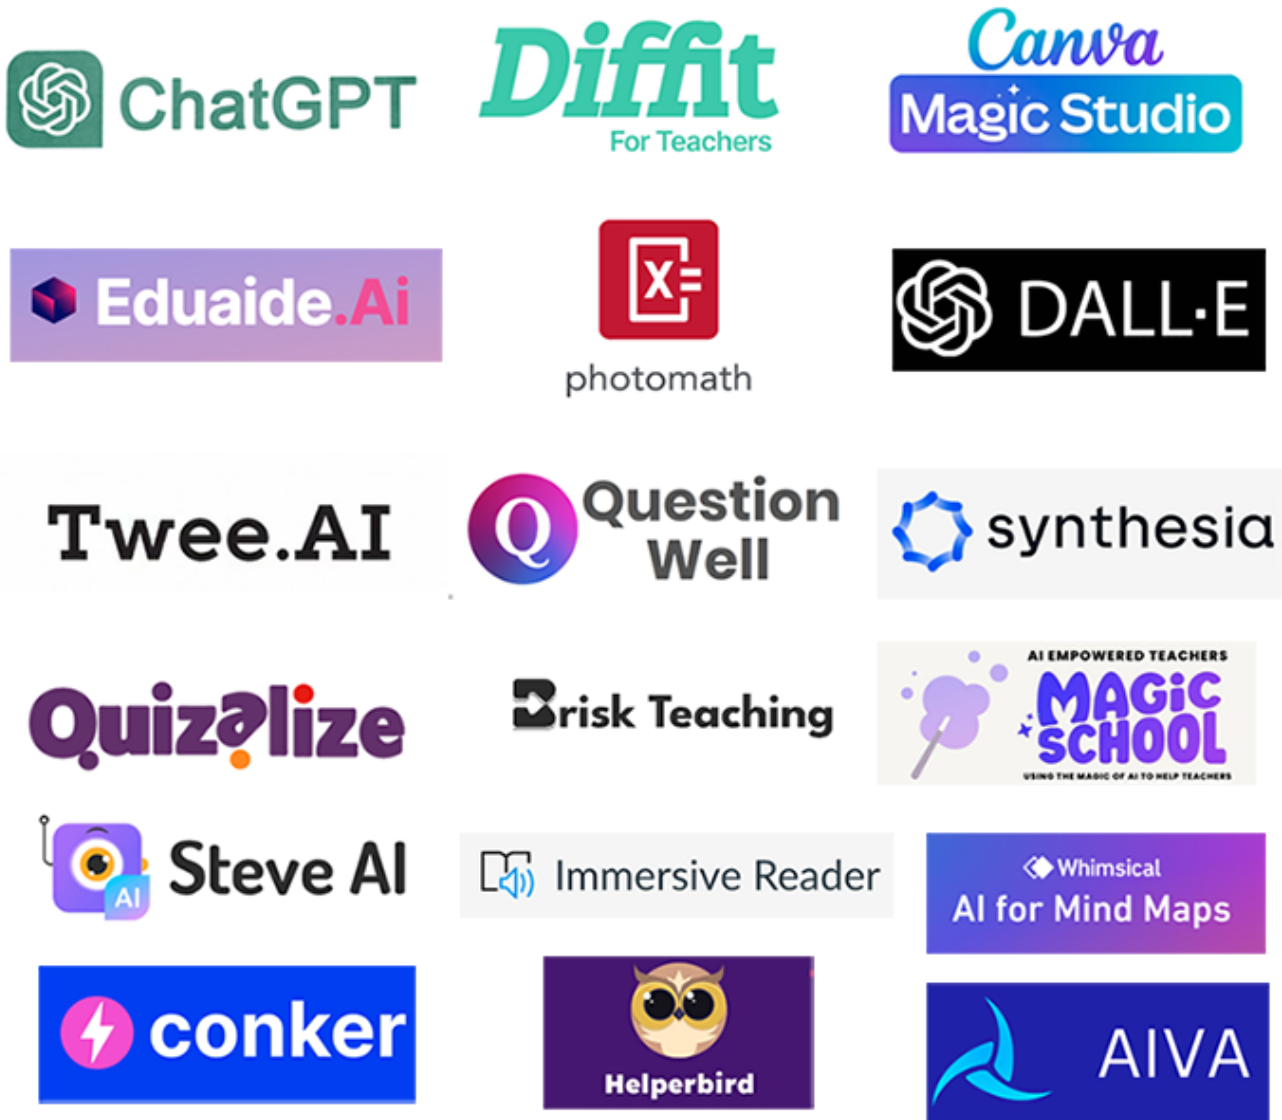 ChatGPT
Diffit
For Teachers
Canva
Magic Studio
Eduaide.Ai
X=
photomath
DALL·E
Twee.AI
Q
Question
Well
synthesia
Quizalize
Brisk Teaching
AI EMPOWERED TEACHERS
MAGiC
SCHOOL
USING THE MAGIC OF AI TO HELP TEACHERS
AI
Steve AI
Immersive Reader
Whimsical
AI for Mind Maps
conker
Helperbird
AIVA